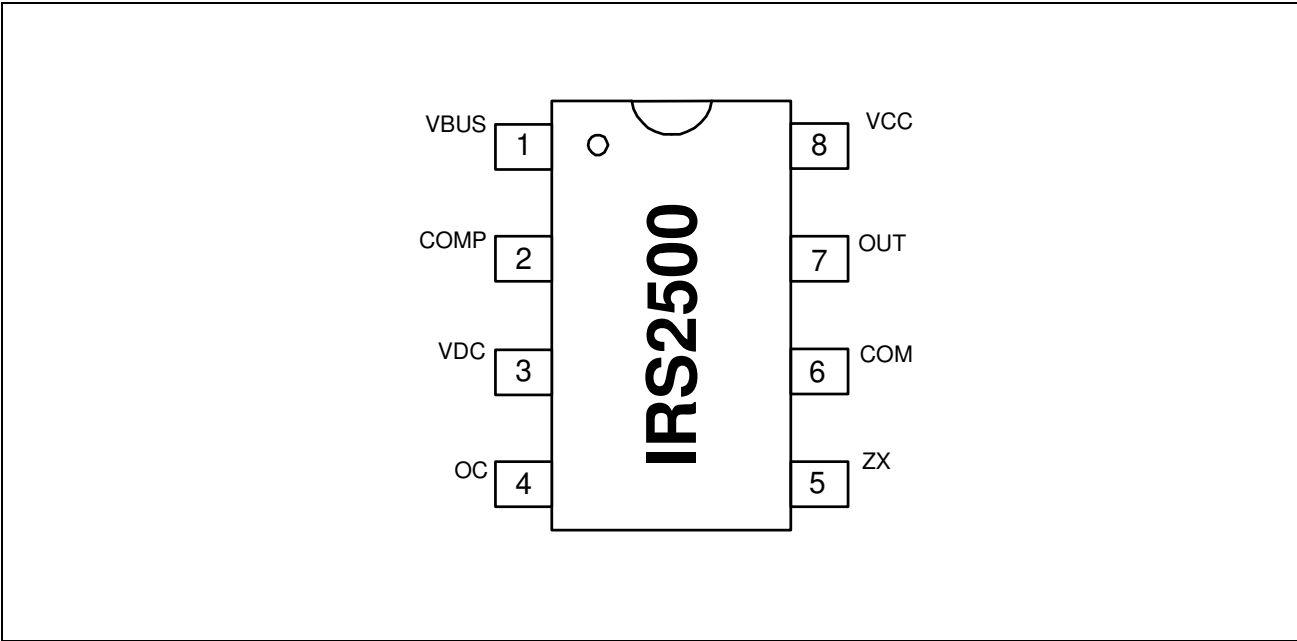 VBUS 1
COMP 2
VDC 3
OC 4
IRS2500
8 VCC
7 OUT
6 COM
5 ZX